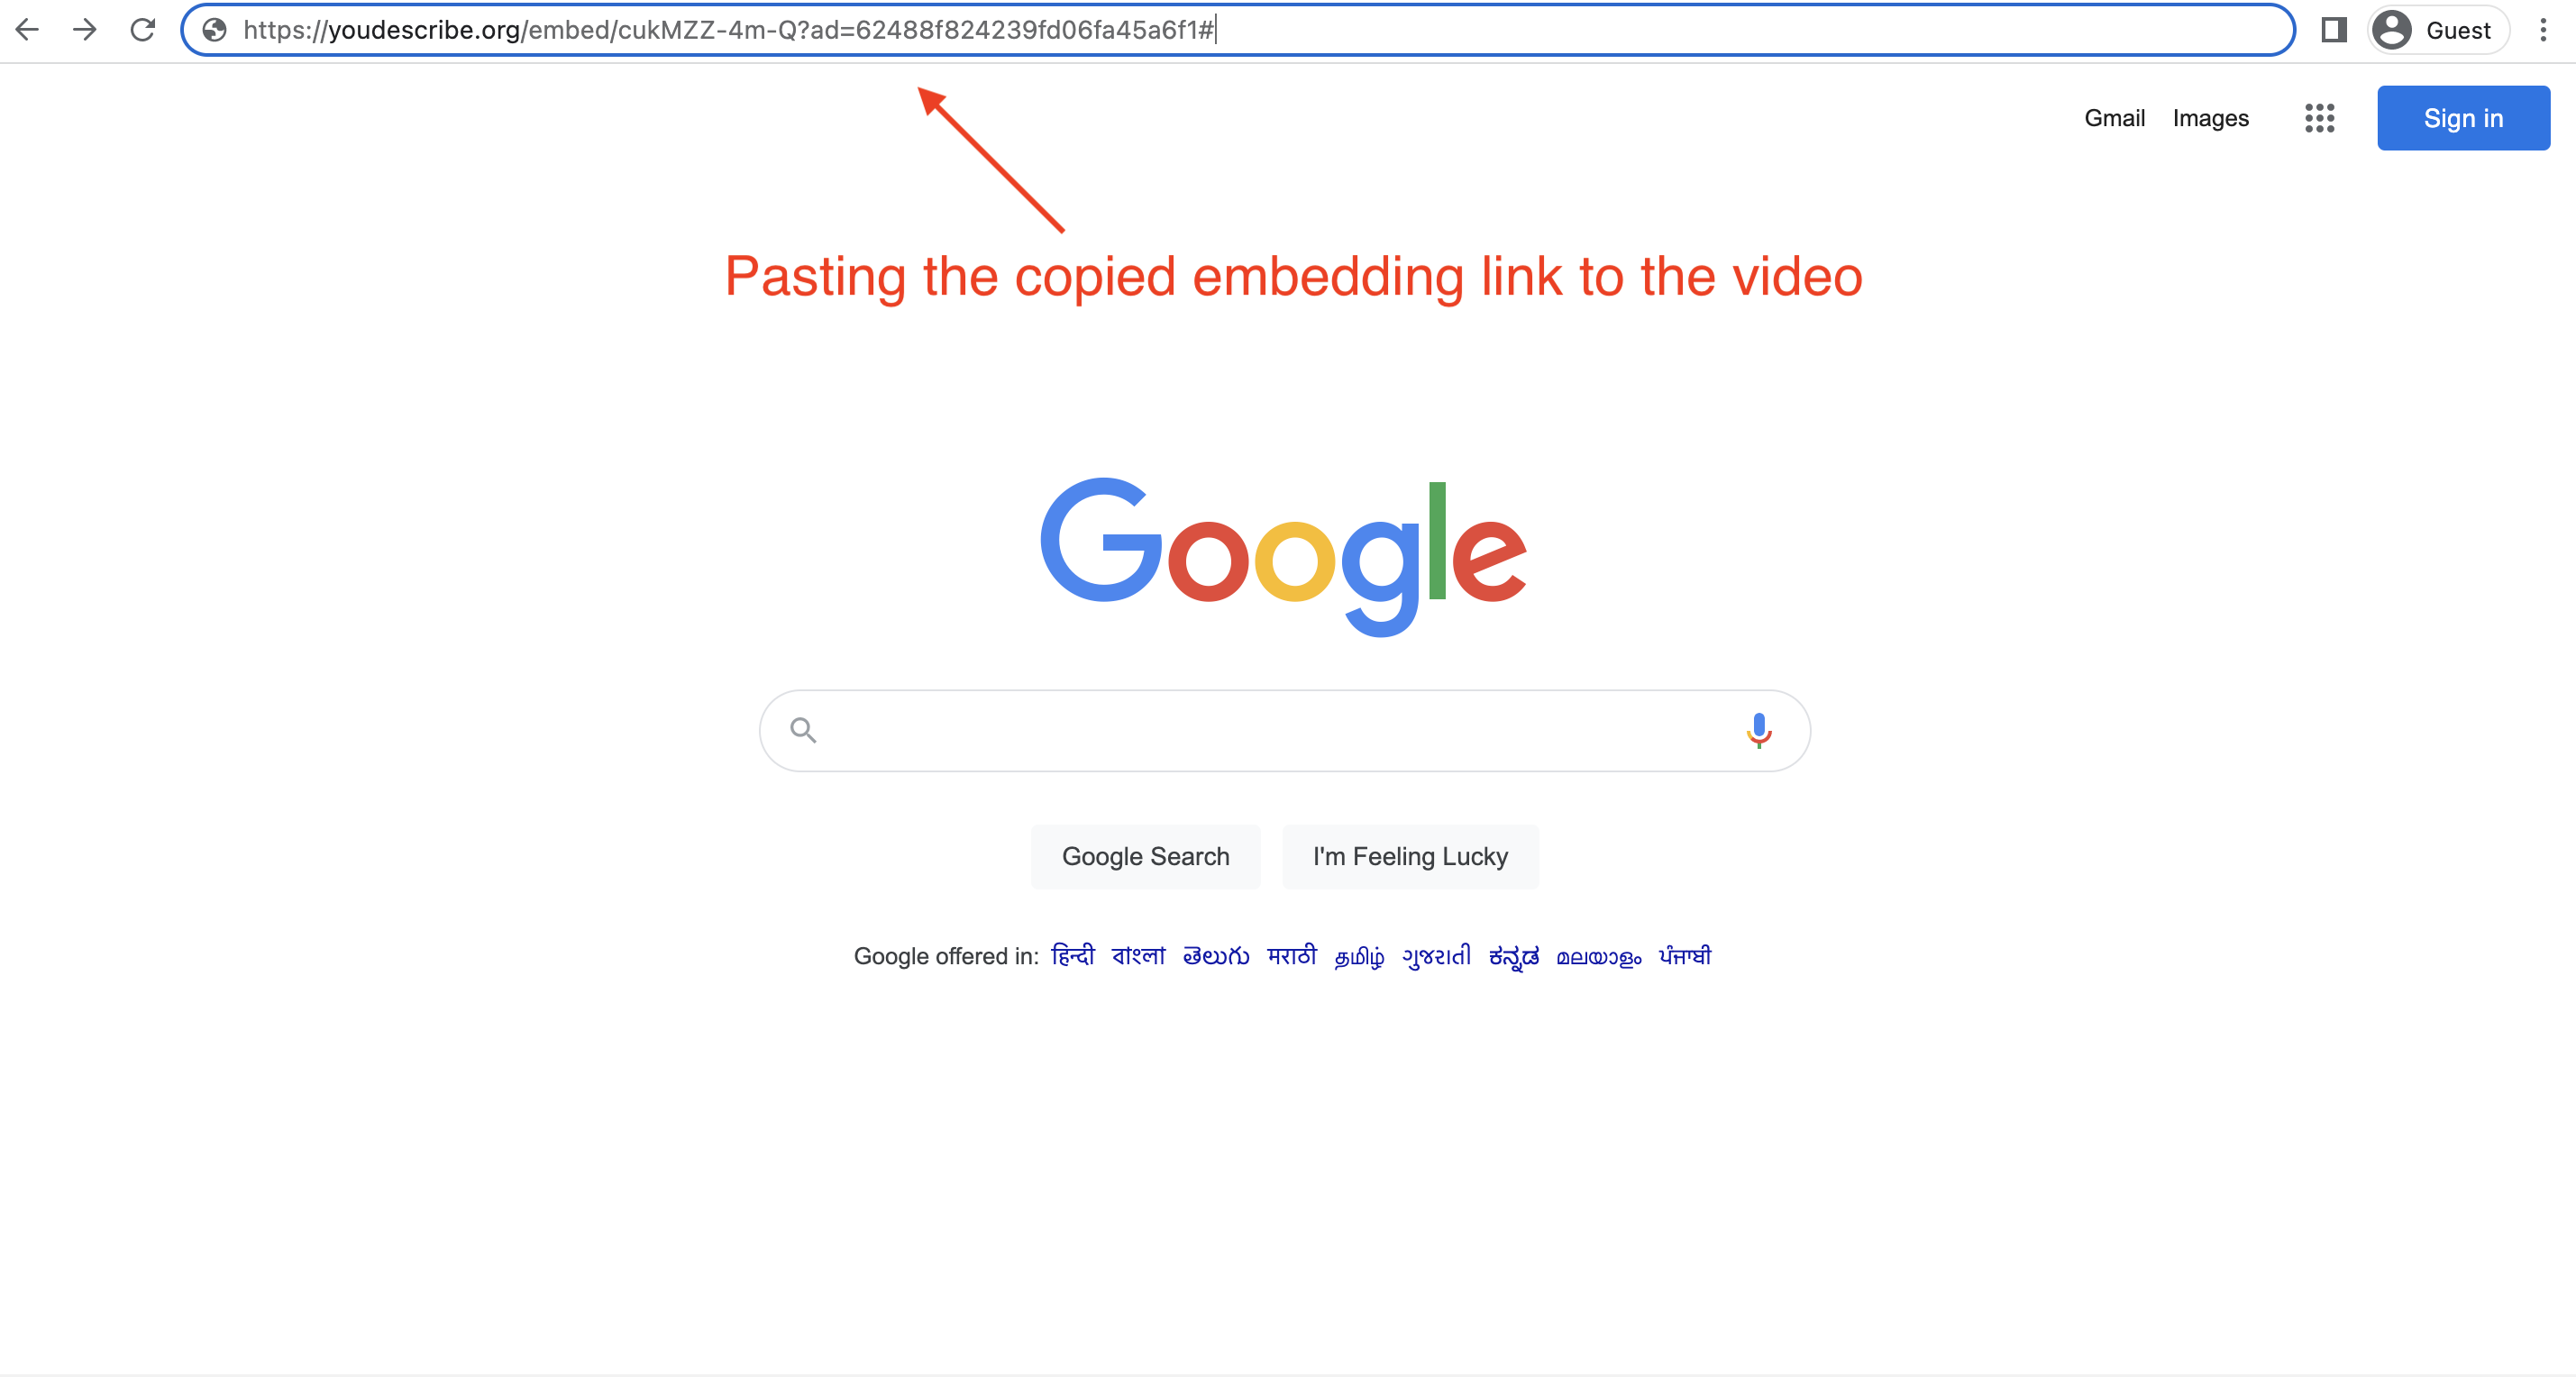 https://youdescribe.org/embed/cukMZZ-4m-Q?ad=62488f824239fd06fa45a6f1#
Guest
Gmail Images
Sign in
Pasting the copied embedding link to the video
Google
Google Search I'm Feeling Lucky
Google offered in: हिन्दी বাংলা తెలుగు मराठी தமிழ் ગુજરાતી ಕನ್ನಡ മലയാളം ਪੰਜਾਬੀ